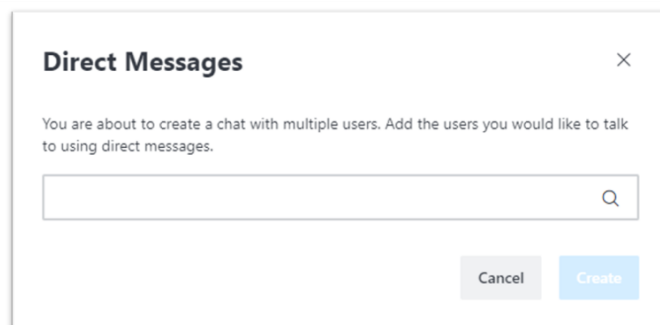 Direct Messages
You are about to create a chat with multiple users. Add the users you would like to talk
to using direct messages.
Cancel
Create